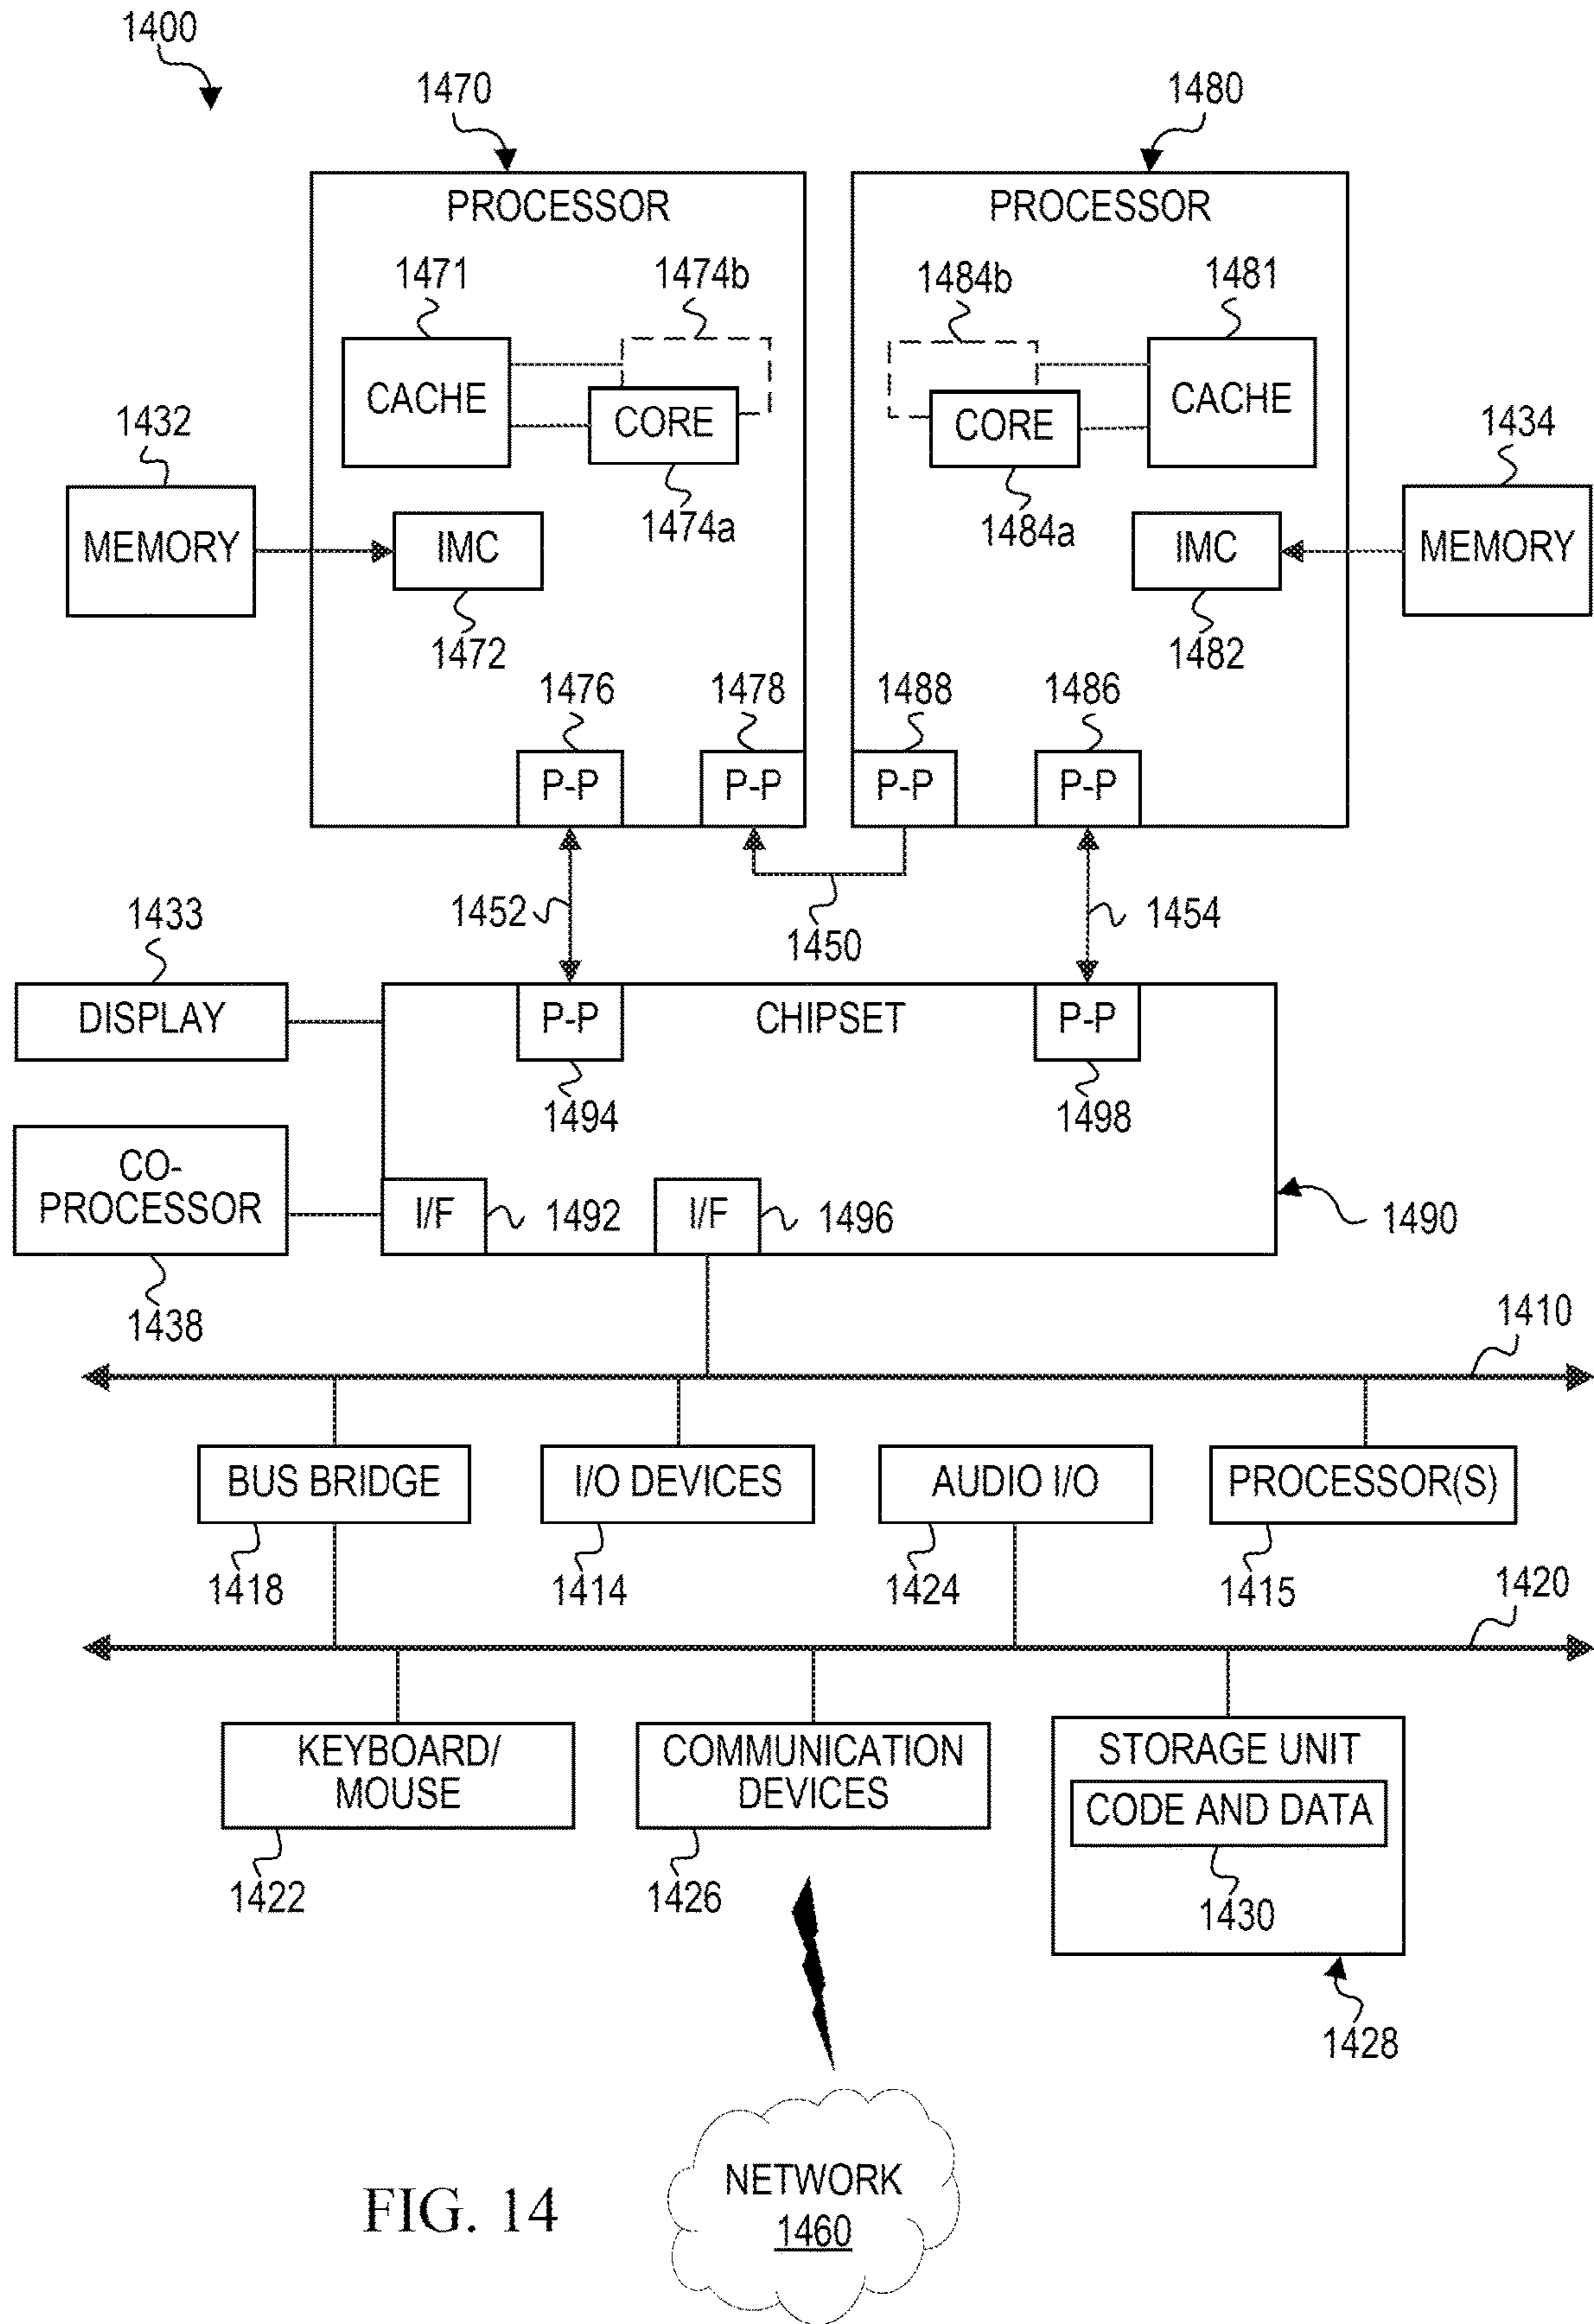 1400
1470
1480
PROCESSOR
PROCESSOR
1471
1474b
1484b
1481
CACHE
CORE
CORE
CACHE
1432
1474a
1484a
1434
MEMORY
IMC
IMC
MEMORY
1472
1482
1476
1478
1488
1486
P-P
P-P
P-P
P-P
1452
1450
1454
1433
DISPLAY
P-P
CHIPSET
P-P
1494
1498
CO-
PROCESSOR
I/F
1492
I/F
1496
1490
1438
1410
BUS BRIDGE
I/O DEVICES
AUDIO I/O
PROCESSOR(S)
1418
1414
1424
1415
1420
KEYBOARD/
MOUSE
COMMUNICATION
DEVICES
STORAGE UNIT
CODE AND DATA
1422
1426
1430
1428
NETWORK
1460
FIG. 14